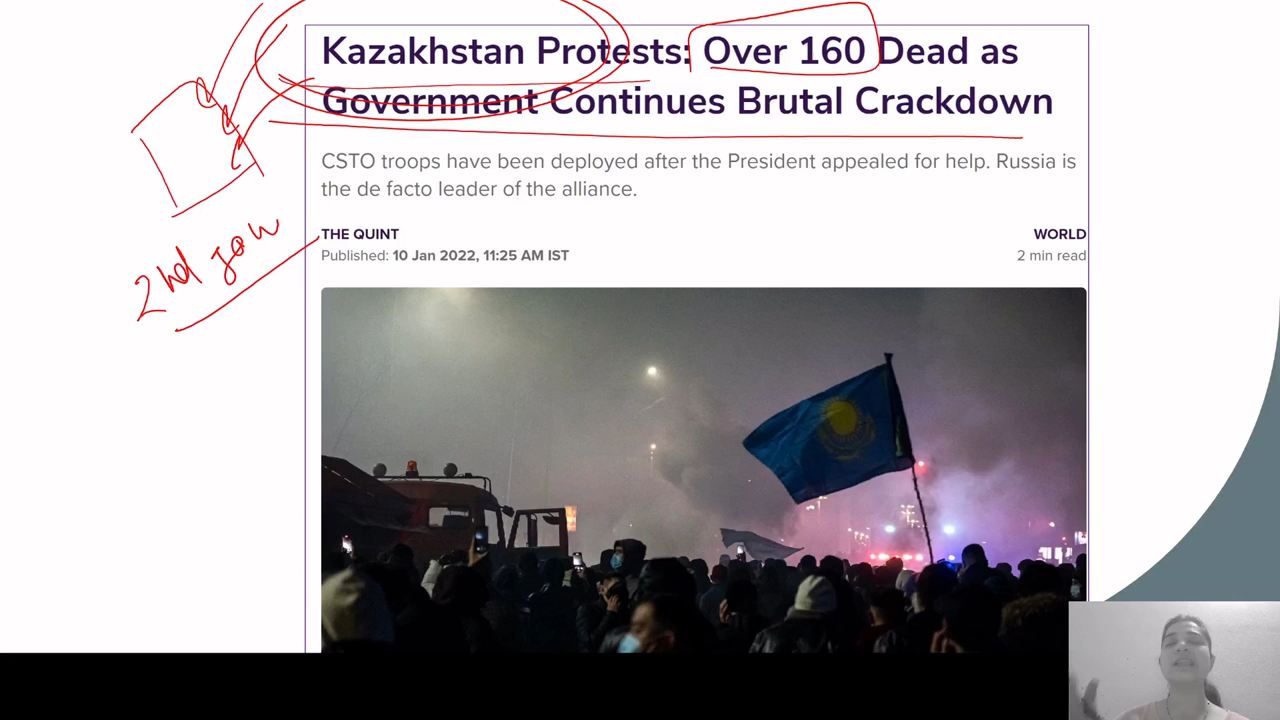 Kazakhstan Protests: Over 160 Dead as
Government Continues Brutal Crackdown
CSTO troops have been deployed after the President appealed for help. Russia is
the de facto leader of the alliance.
THE QUINT
WORLD
Published: 10 Jan 2022, 11:25 AM IST
2 min read
2nd Jan